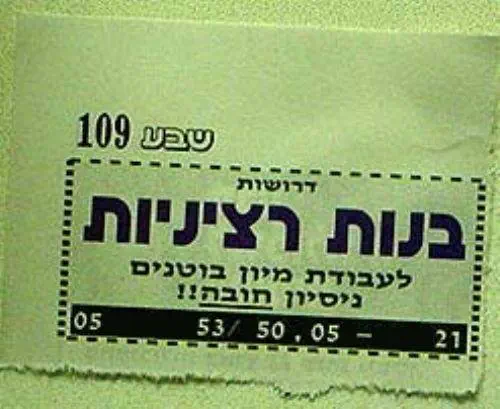 שבע 109
דרושות
בנות רציניות
לעבודת מיון בוטנים
ניסיון חובה!!
05 53/ 50.05 - 21